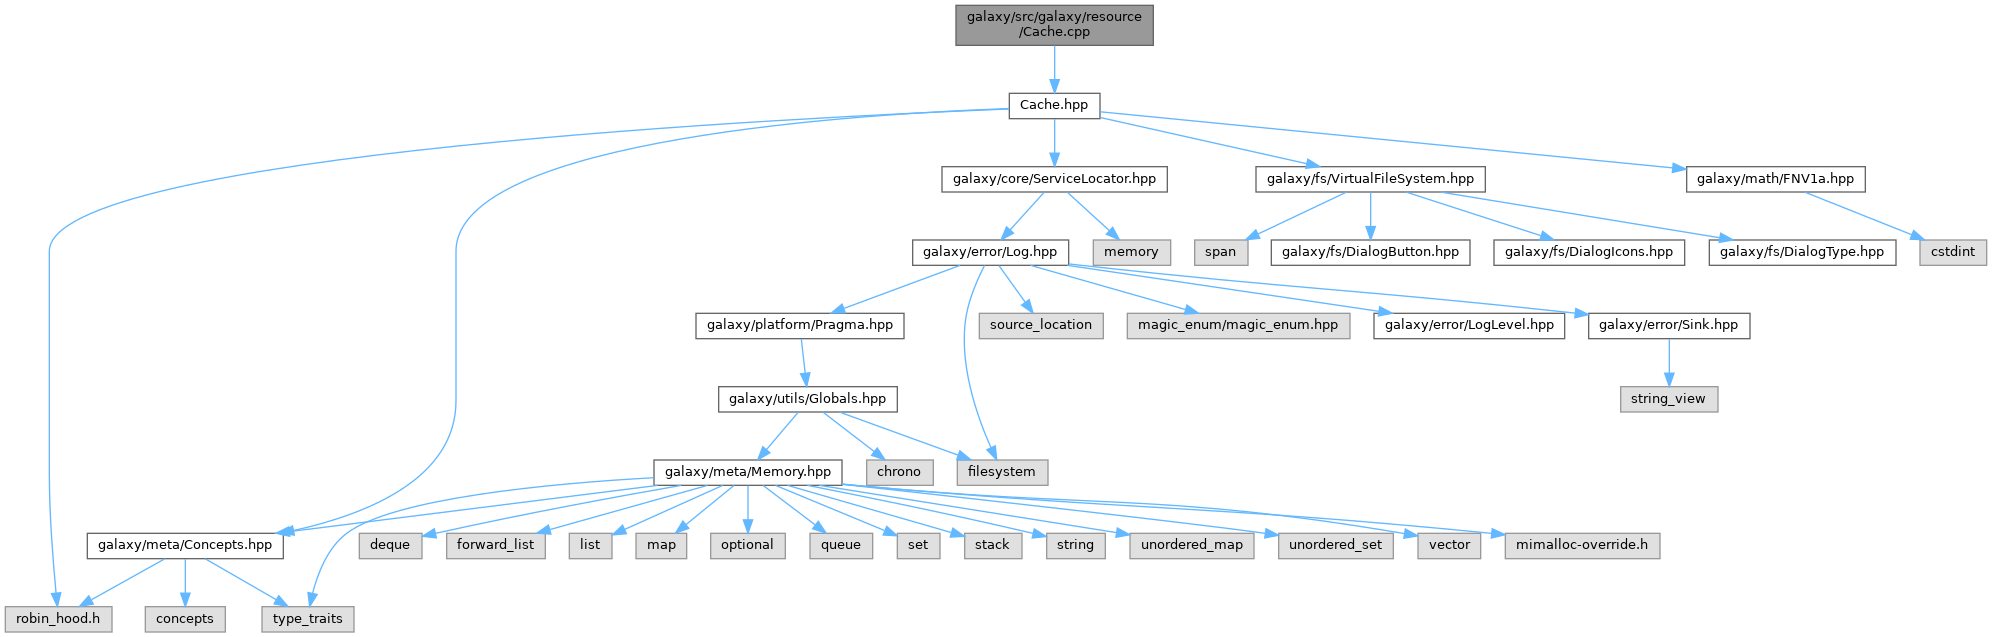 galaxy/src/galaxy/resource
/Cache.cpp
Cache.hpp
galaxy/core/ServiceLocator.hpp
galaxy/fs/VirtualFileSystem.hpp
galaxy/math/FNV1a.hpp
galaxy/error/Log.hpp
memory
span
galaxy/fs/DialogButton.hpp
galaxy/fs/DialogIcons.hpp
galaxy/fs/DialogType.hpp
cstdint
galaxy/platform/Pragma.hpp
source_location
magic_enum/magic_enum.hpp
galaxy/error/LogLevel.hpp
galaxy/error/Sink.hpp
galaxy/utils/Globals.hpp
string_view
galaxy/meta/Memory.hpp
chrono
filesystem
galaxy/meta/Concepts.hpp
deque
forward_list
list
map
optional
queue
set
stack
string
unordered_map
unordered_set
vector
mimalloc-override.h
robin_hood.h
concepts
type_traits